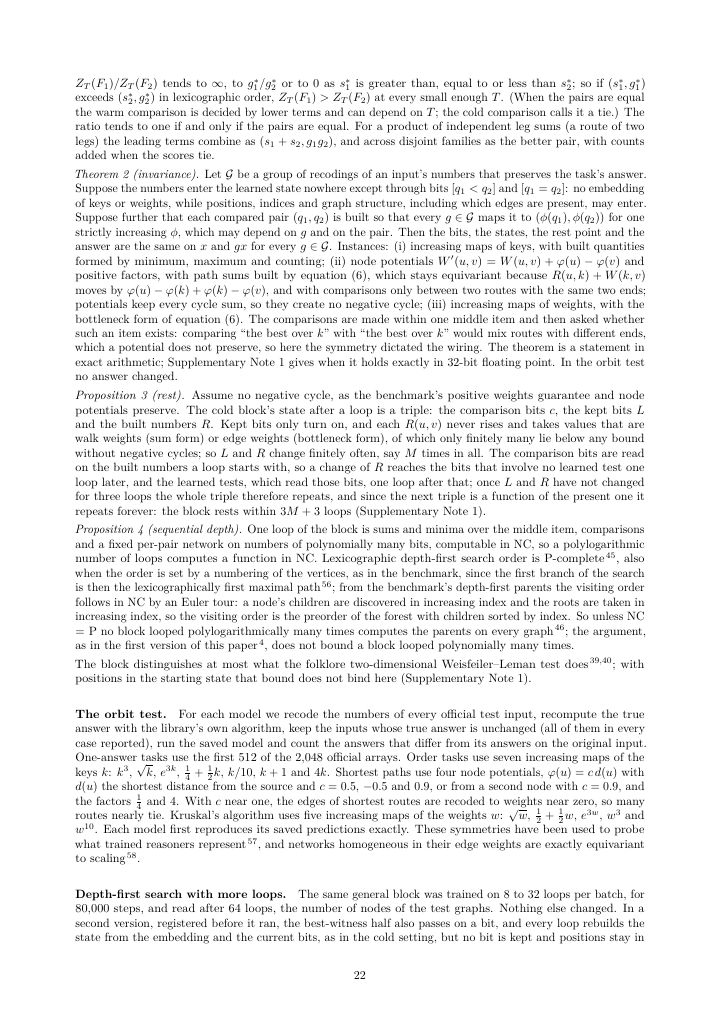 Z_T(F_1)/Z_T(F_2) tends to ∞, to g_1^*/g_2^* or to 0 as s_1^* is greater than, equal to or less than s_2^*; so if (s_1^*, g_1^*)
exceeds (s_2^*, g_2^*) in lexicographic order, Z_T(F_1) > Z_T(F_2) at every small enough T. (When the pairs are equal
the warm comparison is decided by lower terms and can depend on T; the cold comparison calls it a tie.) The
ratio tends to one if and only if the pairs are equal. For a product of independent leg sums (a route of two
legs) the leading terms combine as (s_1 + s_2, g_1g_2), and across disjoint families as the better pair, with counts
added when the scores tie.
Theorem 2 (invariance). Let 𝒢 be a group of recodings of an input's numbers that preserves the task's answer.
Suppose the numbers enter the learned state nowhere except through bits [q_1 < q_2] and [q_1 = q_2]: no embedding
of keys or weights, while positions, indices and graph structure, including which edges are present, may enter.
Suppose further that each compared pair (q_1, q_2) is built so that every g ∈ 𝒢 maps it to (ϕ(q_1), ϕ(q_2)) for one
strictly increasing ϕ, which may depend on g and on the pair. Then the bits, the states, the rest point and the
answer are the same on x and gx for every g ∈ 𝒢. Instances: (i) increasing maps of keys, with built quantities
formed by minimum, maximum and counting; (ii) node potentials W′(u, v) = W(u, v) + φ(u) − φ(v) and
positive factors, with path sums built by equation (6), which stays equivariant because R(u, k) + W(k, v)
moves by φ(u) − φ(k) + φ(k) − φ(v), and with comparisons only between two routes with the same two ends;
potentials keep every cycle sum, so they create no negative cycle; (iii) increasing maps of weights, with the
bottleneck form of equation (6). The comparisons are made within one middle item and then asked whether
such an item exists: comparing “the best over k” with “the best over k” would mix routes with different ends,
which a potential does not preserve, so here the symmetry dictated the wiring. The theorem is a statement in
exact arithmetic; Supplementary Note 1 gives when it holds exactly in 32-bit floating point. In the orbit test
no answer changed.
Proposition 3 (rest). Assume no negative cycle, as the benchmark's positive weights guarantee and node
potentials preserve. The cold block's state after a loop is a triple: the comparison bits c, the kept bits L
and the built numbers R. Kept bits only turn on, and each R(u, v) never rises and takes values that are
walk weights (sum form) or edge weights (bottleneck form), of which only finitely many lie below any bound
without negative cycles; so L and R change finitely often, say M times in all. The comparison bits are read
on the built numbers a loop starts with, so a change of R reaches the bits that involve no learned test one
loop later, and the learned tests, which read those bits, one loop after that; once L and R have not changed
for three loops the whole triple therefore repeats, and since the next triple is a function of the present one it
repeats forever: the block rests within 3M + 3 loops (Supplementary Note 1).
Proposition 4 (sequential depth). One loop of the block is sums and minima over the middle item, comparisons
and a fixed per-pair network on numbers of polynomially many bits, computable in NC, so a polylogarithmic
number of loops computes a function in NC. Lexicographic depth-first search order is P-complete^45, also
when the order is set by a numbering of the vertices, as in the benchmark, since the first branch of the search
is then the lexicographically first maximal path^56; from the benchmark's depth-first parents the visiting order
follows in NC by an Euler tour: a node's children are discovered in increasing index and the roots are taken in
increasing index, so the visiting order is the preorder of the forest with children sorted by index. So unless NC
= P no block looped polylogarithmically many times computes the parents on every graph^46; the argument,
as in the first version of this paper^4, does not bound a block looped polynomially many times.
The block distinguishes at most what the folklore two-dimensional Weisfeiler–Leman test does^39,40; with
positions in the starting state that bound does not bind here (Supplementary Note 1).
The orbit test. For each model we recode the numbers of every official test input, recompute the true
answer with the library's own algorithm, keep the inputs whose true answer is unchanged (all of them in every
case reported), run the saved model and count the answers that differ from its answers on the original input.
One-answer tasks use the first 512 of the 2,048 official arrays. Order tasks use seven increasing maps of the
keys k: k^3, √k, e^{3k}, 1/4 + 1/2k, k/10, k + 1 and 4k. Shortest paths use four node potentials, φ(u) = c d(u) with
d(u) the shortest distance from the source and c = 0.5, −0.5 and 0.9, or from a second node with c = 0.9, and
the factors 1/4 and 4. With c near one, the edges of shortest routes are recoded to weights near zero, so many
routes nearly tie. Kruskal's algorithm uses five increasing maps of the weights w: √w, 1/2 + 1/2w, e^{3w}, w^3 and
w^10. Each model first reproduces its saved predictions exactly. These symmetries have been used to probe
what trained reasoners represent^57, and networks homogeneous in their edge weights are exactly equivariant
to scaling^58.
Depth-first search with more loops. The same general block was trained on 8 to 32 loops per batch, for
80,000 steps, and read after 64 loops, the number of nodes of the test graphs. Nothing else changed. In a
second version, registered before it ran, the best-witness half also passes on a bit, and every loop rebuilds the
state from the embedding and the current bits, as in the cold setting, but no bit is kept and positions stay in
22